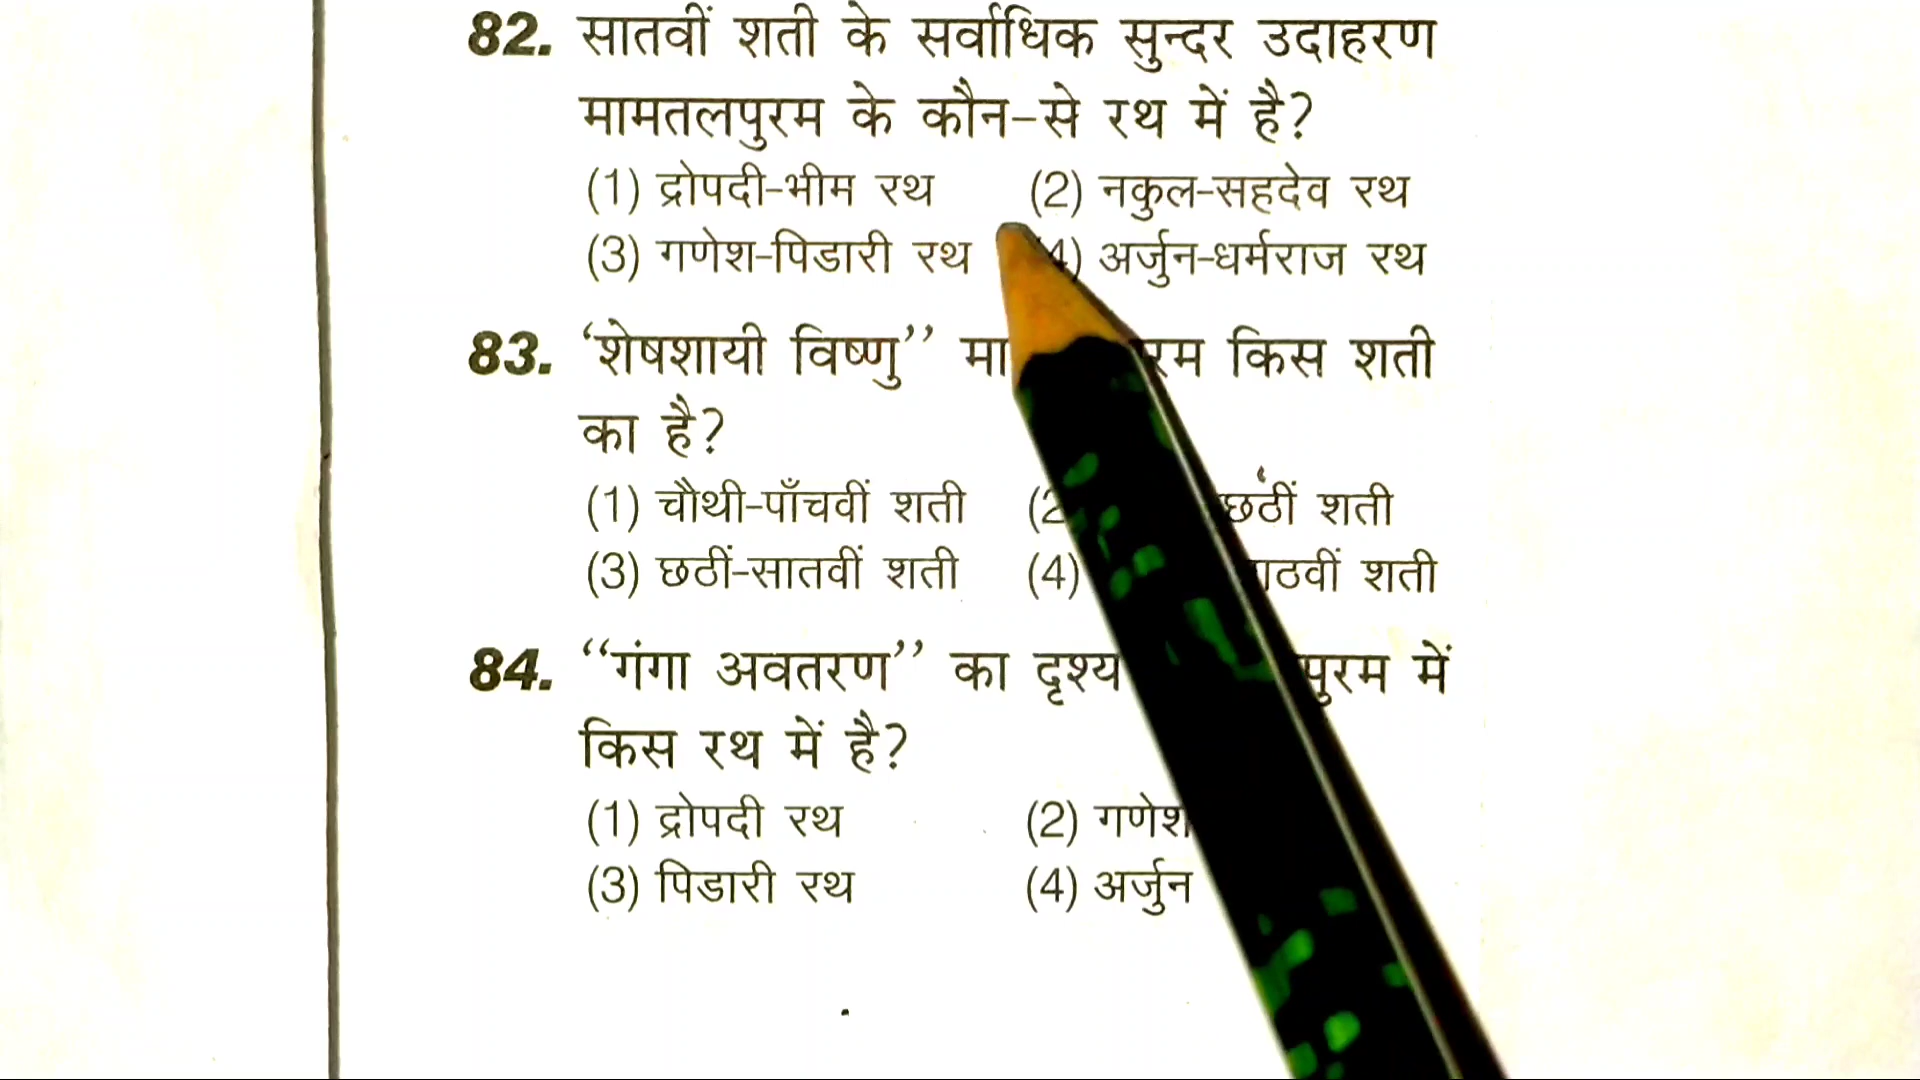 82. सातवीं शती के सर्वाधिक सुन्दर उदाहरण
मामतलपुरम के कौन-से रथ में है?
(1) द्रोपदी-भीम रथ (2) नकुल-सहदेव रथ
(3) गणेश-पिडारी रथ 4) अर्जुन-धर्मराज रथ
83. ‘शेषशायी विष्णु’’ किस शती
का है?
(1) चौथी-पाँचवीं शती (2 छठीं शती
(3) छठीं-सातवीं शती (4) शती
84. ‘‘गंगा अवतरण’’ का दृश्य में
किस रथ में है?
(1) द्रोपदी रथ (2) गणेश
(3) पिडारी रथ (4) अर्जुन